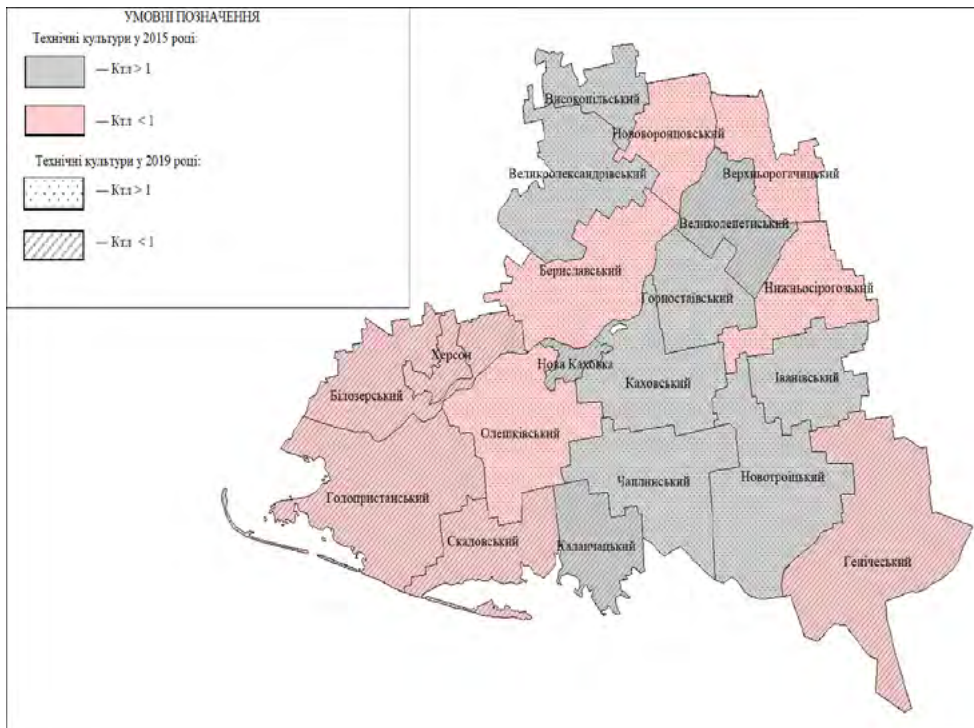 УМОВНІ ПОЗНАЧЕННЯ
Технічні культури у 2015 році:
— Ктл > 1
— Ктл < 1
Технічні культури у 2019 році:
— Ктл > 1
— Ктл < 1
Високопільський
Нововоронцовський
Великоолександрівський
Верхньорогачицький
Великолепетиський
Бериславський
Нижньосірогозький
Горностаївський
Херсон
Нова Каховка
Каховський
Іванівський
Білозерський
Олешківський
Чаплинський
Новотроїцький
Голопристанський
Скадовський
Каланчацький
Генічеський